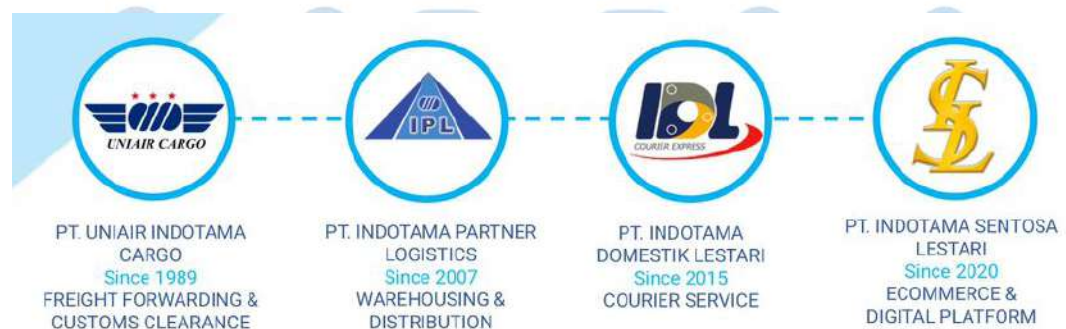 UNIAIR CARGO
IPL
IDL
COURIER EXPRESS
ISL
PT. UNIAIR INDOTAMA
CARGO
Since 1989
FREIGHT FORWARDING &
CUSTOMS CLEARANCE
PT. INDOTAMA PARTNER
LOGISTICS
Since 2007
WAREHOUSING &
DISTRIBUTION
PT. INDOTAMA
DOMESTIK LESTARI
Since 2015
COURIER SERVICE
PT. INDOTAMA SENTOSA
LESTARI
Since 2020
ECOMMERCE &
DIGITAL PLATFORM